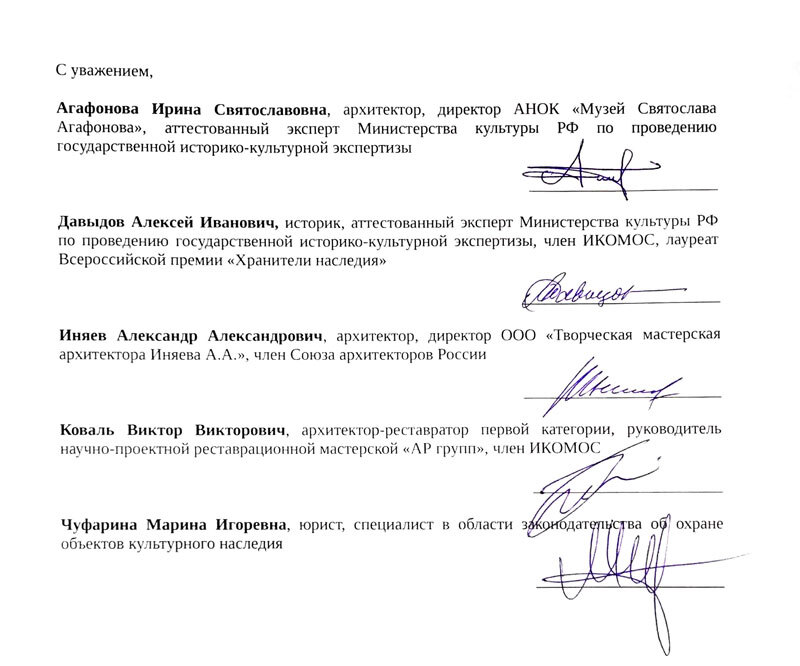 С уважением,
Агафонова Ирина Святославовна, архитектор, директор АНОК «Музей Святослава
Агафонова», аттестованный эксперт Министерства культуры РФ по проведению
государственной историко-культурной экспертизы
Давыдов Алексей Иванович, историк, аттестованный эксперт Министерства культуры РФ
по проведению государственной историко-культурной экспертизы, член ИКОМОС, лауреат
Всероссийской премии «Хранители наследия»
Иняев Александр Александрович, архитектор, директор ООО «Творческая мастерская
архитектора Иняева А.А.», член Союза архитекторов России
Коваль Виктор Викторович, архитектор-реставратор первой категории, руководитель
научно-проектной реставрационной мастерской «АР групп», член ИКОМОС
Чуфарина Марина Игоревна, юрист, специалист в области законодательства об охране
объектов культурного наследия